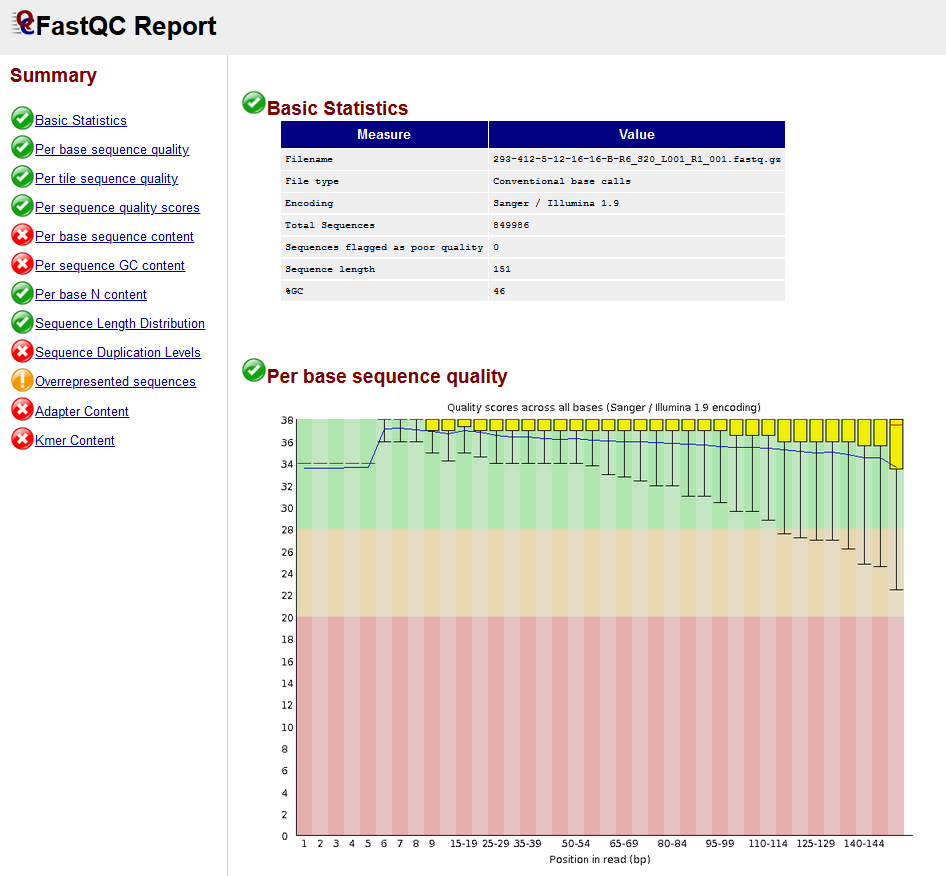 FastQC Report
Summary
Basic Statistics
Per base sequence quality
Per tile sequence quality
Per sequence quality scores
Per base sequence content
Per sequence GC content
Per base N content
Sequence Length Distribution
Sequence Duplication Levels
Overrepresented sequences
Adapter Content
Kmer Content
Basic Statistics
Measure Value
Filename 293-412-5-12-16-16-B-R6_S20_L001_R1_001.fastq.gz
File type Conventional base calls
Encoding Sanger / Illumina 1.9
Total Sequences 849986
Sequences flagged as poor quality 0
Sequence length 151
%GC 46
Per base sequence quality
Quality scores across all bases (Sanger / Illumina 1.9 encoding)
38
36
34
32
30
28
26
24
22
20
18
16
14
12
10
8
6
4
2
0
1 2 3 4 5 6 7 8 9 15-19 25-29 35-39 50-54 65-69 80-84 95-99 110-114 125-129 140-144
Position in read (bp)